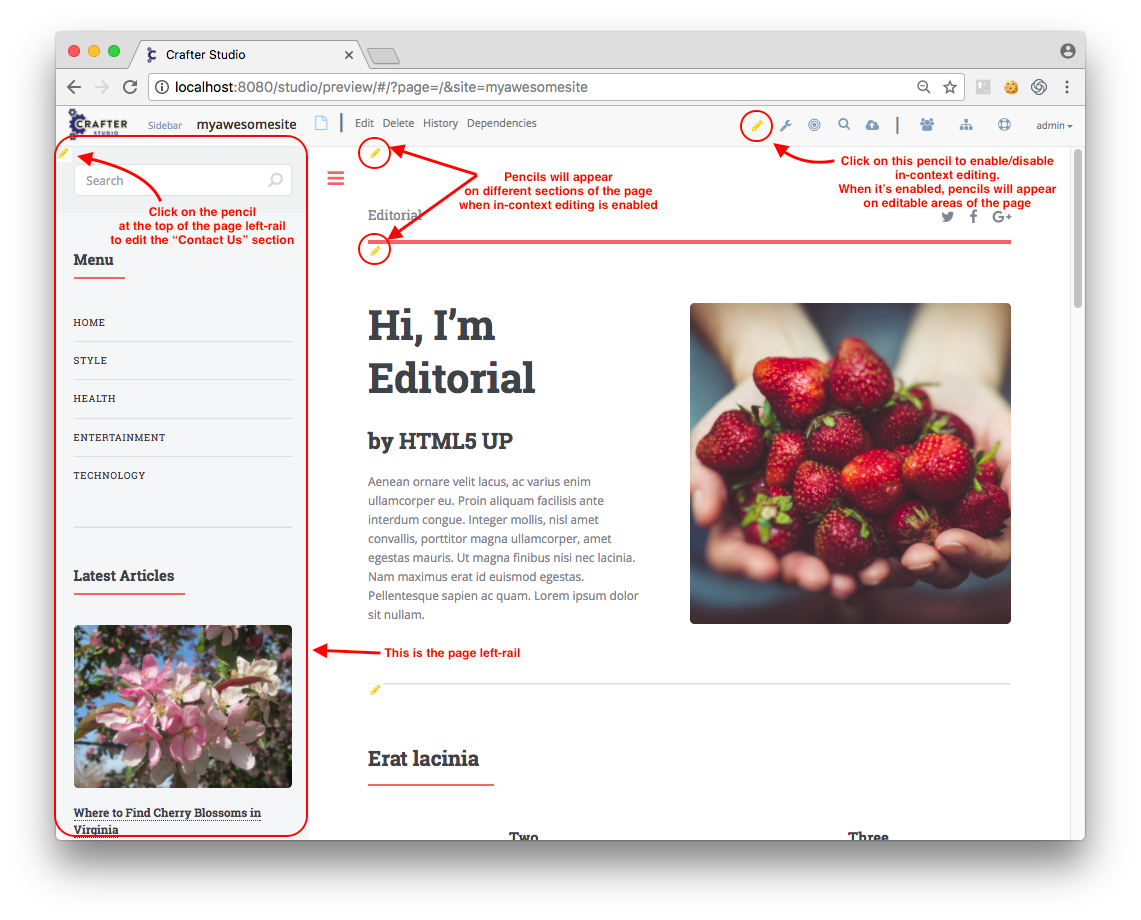 Crafter Studio
localhost:8080/studio/preview/#/?page=/&site=myawesomesite
CRAFTER
STUDIO
Sidebar
myawesomesite
Edit Delete History Dependencies
admin
Search
Click on the pencil
at the top of the page left-rail
to edit the “Contact Us” section
Pencils will appear
on different sections of the page
when in-context editing is enabled
Click on this pencil to enable/disable
in-context editing.
When it’s enabled, pencils will appear
on editable areas of the page
Editorial
G+
Menu
HOME
STYLE
HEALTH
ENTERTAINMENT
TECHNOLOGY
Latest Articles
Where to Find Cherry Blossoms in
Virginia
This is the page left-rail
Hi, I’m
Editorial
by HTML5 UP
Aenean ornare velit lacus, ac varius enim
ullamcorper eu. Proin aliquam facilisis ante
interdum congue. Integer mollis, nisl amet
convallis, porttitor magna ullamcorper, amet
egestas mauris. Ut magna finibus nisi nec lacinia.
Nam maximus erat id euismod egestas.
Pellentesque sapien ac quam. Lorem ipsum dolor
sit nullam.
Erat lacinia
Two
Three